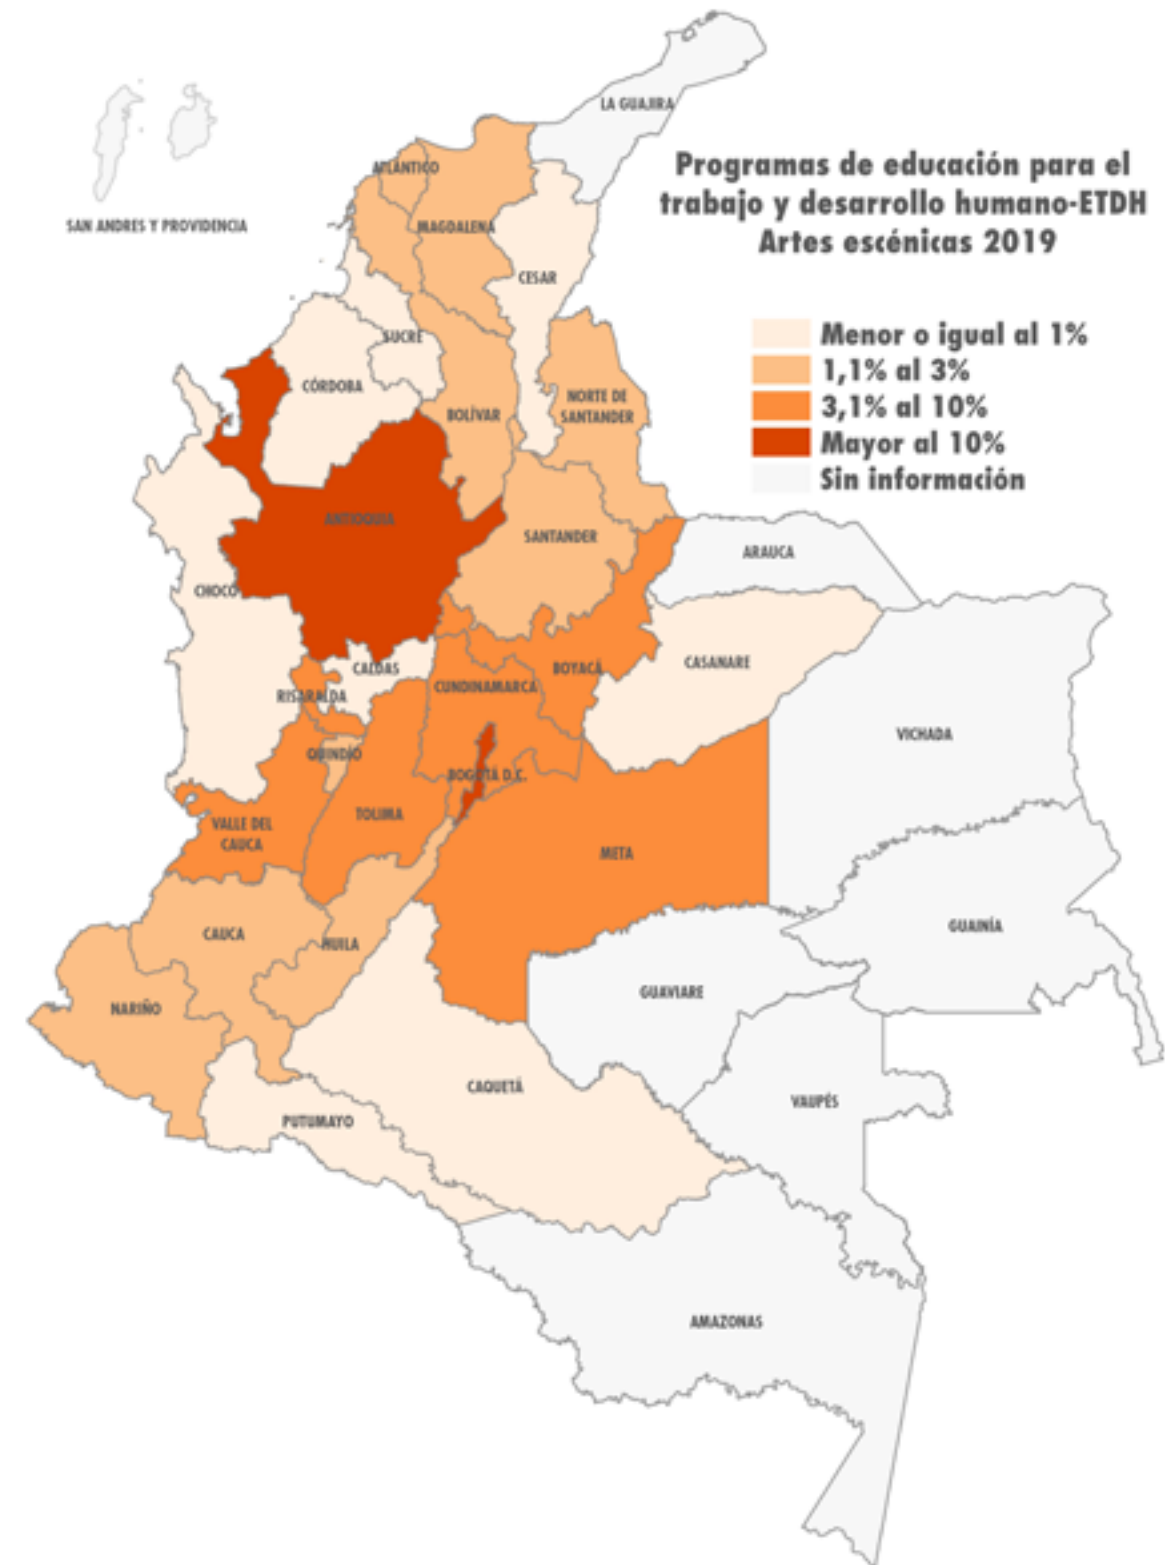 LA GUAJIRA
Programas de educación para el
trabajo y desarrollo humano-ETDH
Artes escénicas 2019
ATLÁNTICO
SAN ANDRES Y PROVIDENCIA
MAGDALENA
CESAR
Menor o igual al 1%
1,1% al 3%
3,1% al 10%
Mayor al 10%
Sin información
SUCRE
CÓRDOBA
BOLÍVAR
NORTE DE
SANTANDER
ANTIOQUIA
SANTANDER
ARAUCA
CHOCÓ
CALDAS
BOYACÁ
CASANARE
RISARALDA
CUNDINAMARCA
VICHADA
QUINDÍO
BOGOTÁ D.C.
TOLIMA
VALLE DEL
CAUCA
META
CAUCA
HUILA
GUAINÍA
NARIÑO
GUAVIARE
CAQUETÁ
VAUPÉS
PUTUMAYO
AMAZONAS